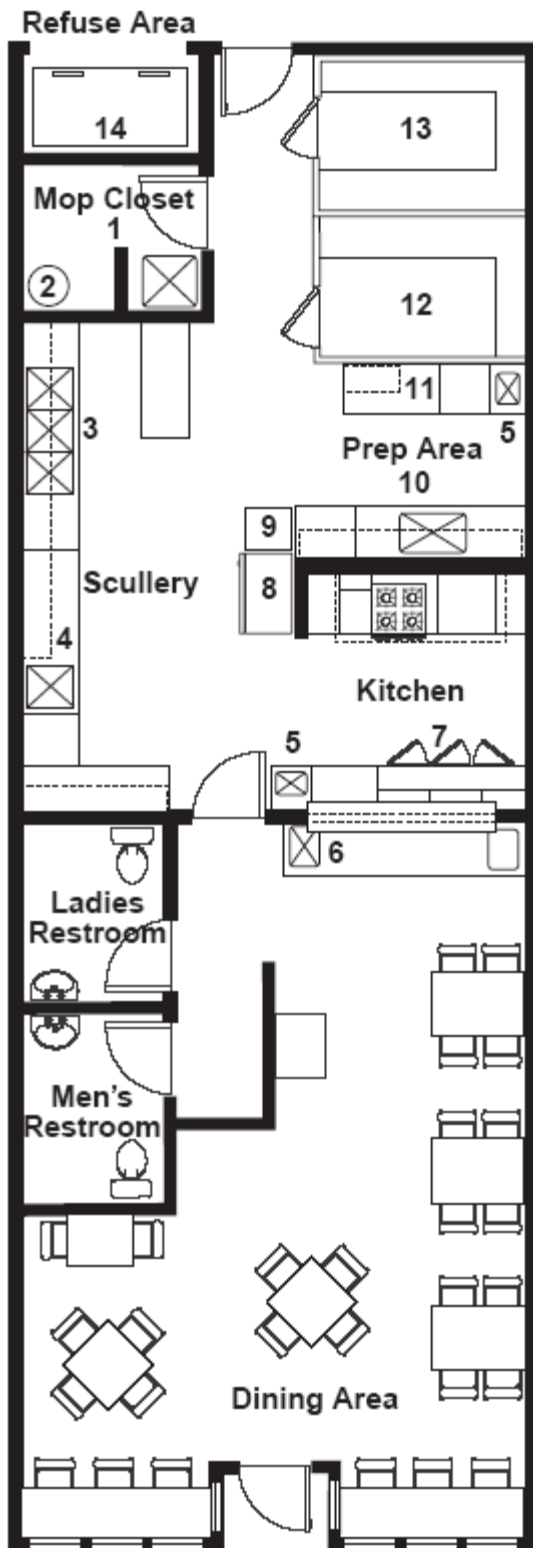 Refuse Area
14
13
Mop Closet
1
2
12
3
11
5
Prep Area
10
9
Scullery
8
4
Kitchen
5
7
6
Ladies
Restroom
Men's
Restroom
Dining Area